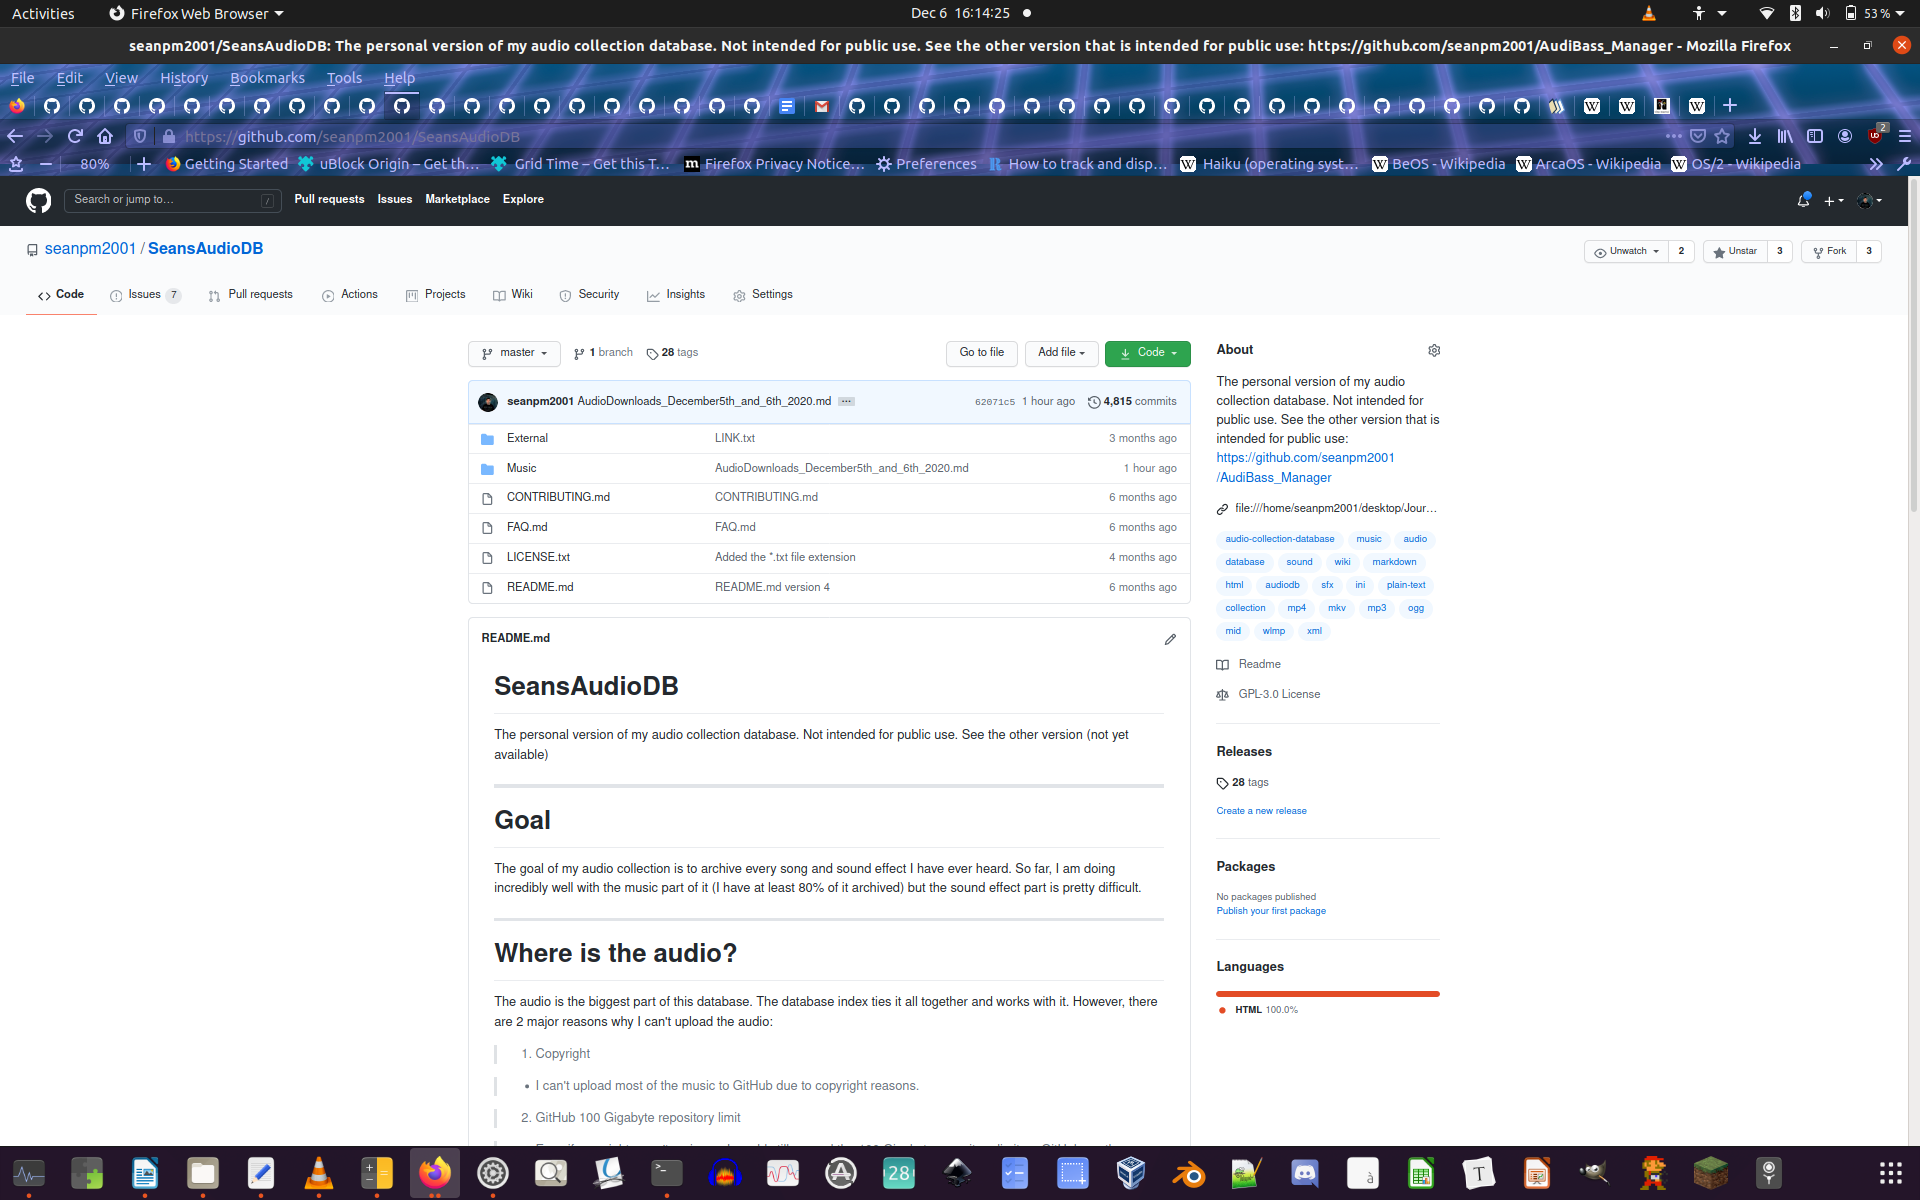 Activities
Firefox Web Browser
Dec 6 16:14:25
53 %
seanpm2001/SeansAudioDB: The personal version of my audio collection database. Not intended for public use. See the other version that is intended for public use: https://github.com/seanpm2001/AudiBass_Manager - Mozilla Firefox
File Edit View History Bookmarks Tools Help
https://github.com/seanpm2001/SeansAudioDB
2
80%
Getting Started
uBlock Origin – Get th…
Grid Time – Get this T…
Firefox Privacy Notice…
Preferences
How to track and disp…
Haiku (operating syst…
BeOS - Wikipedia
ArcaOS - Wikipedia
OS/2 - Wikipedia
Search or jump to…
/
Pull requests Issues Marketplace Explore
seanpm2001 / SeansAudioDB
Unwatch 2
Unstar 3
Fork 3
Code
Issues 7
Pull requests
Actions
Projects
Wiki
Security
Insights
Settings
master
1 branch
28 tags
Go to file
Add file
Code
seanpm2001 AudioDownloads_December5th_and_6th_2020.md ...
62071c5 1 hour ago
4,815 commits
External LINK.txt 3 months ago
Music AudioDownloads_December5th_and_6th_2020.md 1 hour ago
CONTRIBUTING.md CONTRIBUTING.md 6 months ago
FAQ.md FAQ.md 6 months ago
LICENSE.txt Added the *.txt file extension 4 months ago
README.md README.md version 4 6 months ago
README.md
SeansAudioDB
The personal version of my audio collection database. Not intended for public use. See the other version (not yet
available)
Goal
The goal of my audio collection is to archive every song and sound effect I have ever heard. So far, I am doing
incredibly well with the music part of it (I have at least 80% of it archived) but the sound effect part is pretty difficult.
Where is the audio?
The audio is the biggest part of this database. The database index ties it all together and works with it. However, there
are 2 major reasons why I can't upload the audio:
1. Copyright
• I can't upload most of the music to GitHub due to copyright reasons.
2. GitHub 100 Gigabyte repository limit
About
The personal version of my audio
collection database. Not intended for
public use. See the other version that is
intended for public use:
https://github.com/seanpm2001
/AudiBass_Manager
file:///home/seanpm2001/desktop/Jour…
audio-collection-database music audio
database sound wiki markdown
html audiodb sfx ini plain-text
collection mp4 mkv mp3 ogg
mid wlmp xml
Readme
GPL-3.0 License
Releases
28 tags
Create a new release
Packages
No packages published
Publish your first package
Languages
HTML 100.0%
28